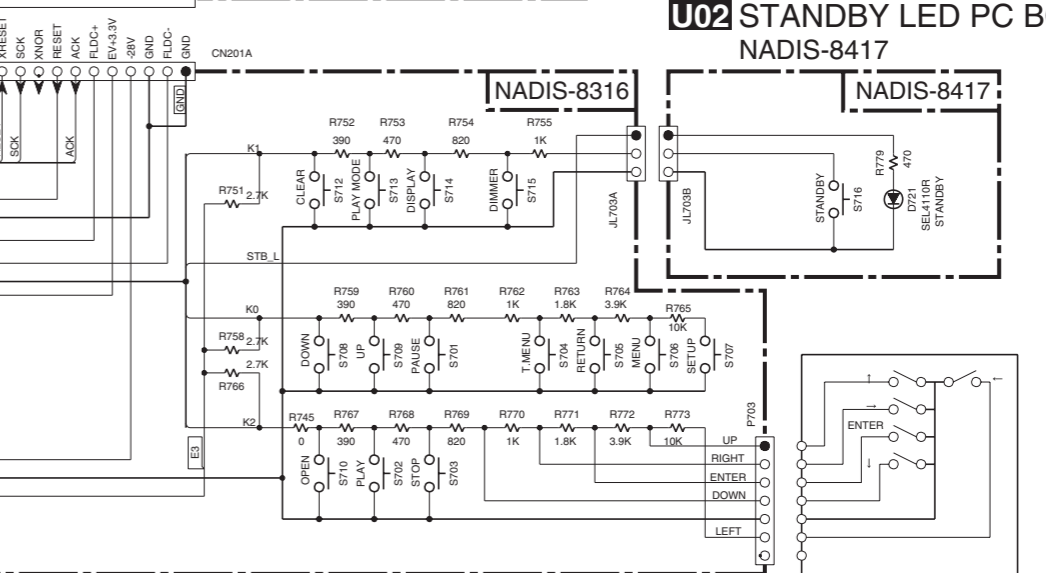 U02 STANDBY LED PC B
NADIS-8417
XRESET
SCK
XNOR
RESET
ACK
FLDC+
EV+3.3V
-28V
GND
FLDC-
GND
CN201A
GND
SCK
ACK
NADIS-8316
NADIS-8417
R752 R753 R754 R755
390 470 820 1K
K1
R751 2.7K
CLEAR
S712
PLAY MODE
S713
DISPLAY
S714
DIMMER
S715
JL703A
JL703B
STANDBY
S716
R779
470
D721
SEL4110R
STANDBY
STB_L
R759 R760 R761 R762 R763 R764
390 470 820 1K 1.8K 3.9K
R765
10K
K0
R758 2.7K
2.7K
R766
DOWN
S708
UP
S709
PAUSE
S701
T.MENU
S704
RETURN
S705
MENU
S706
SETUP
S707
K2
R745 R767 R768 R769 R770 R771 R772 R773
0 390 470 820 1K 1.8K 3.9K 10K
E3
OPEN
S710
PLAY
S702
STOP
S703
P703
UP
RIGHT
ENTER
DOWN
LEFT
↑
←
→
ENTER
↓